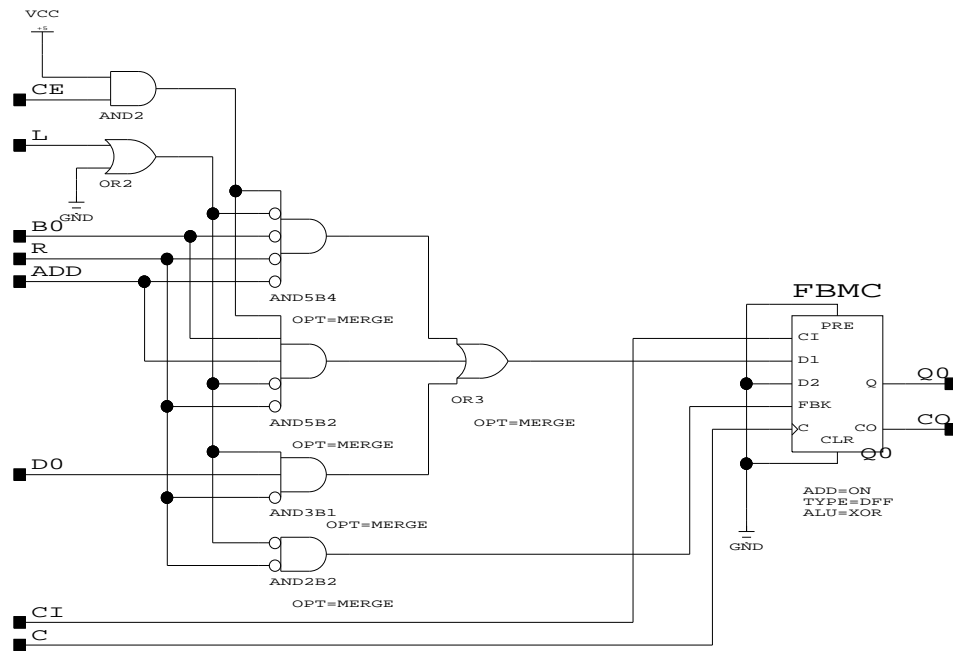 VCC
+5
CE
AND2
L
OR2
GND
B0
R
ADD
AND5B4
OPT=MERGE
FBMC
PRE
CI
D1
D2
Q
Q0
FBK
C
CO
CO
CLR
Q0
OR3
OPT=MERGE
AND5B2
OPT=MERGE
D0
AND3B1
OPT=MERGE
ADD=ON
TYPE=DFF
ALU=XOR
GND
AND2B2
OPT=MERGE
CI
C